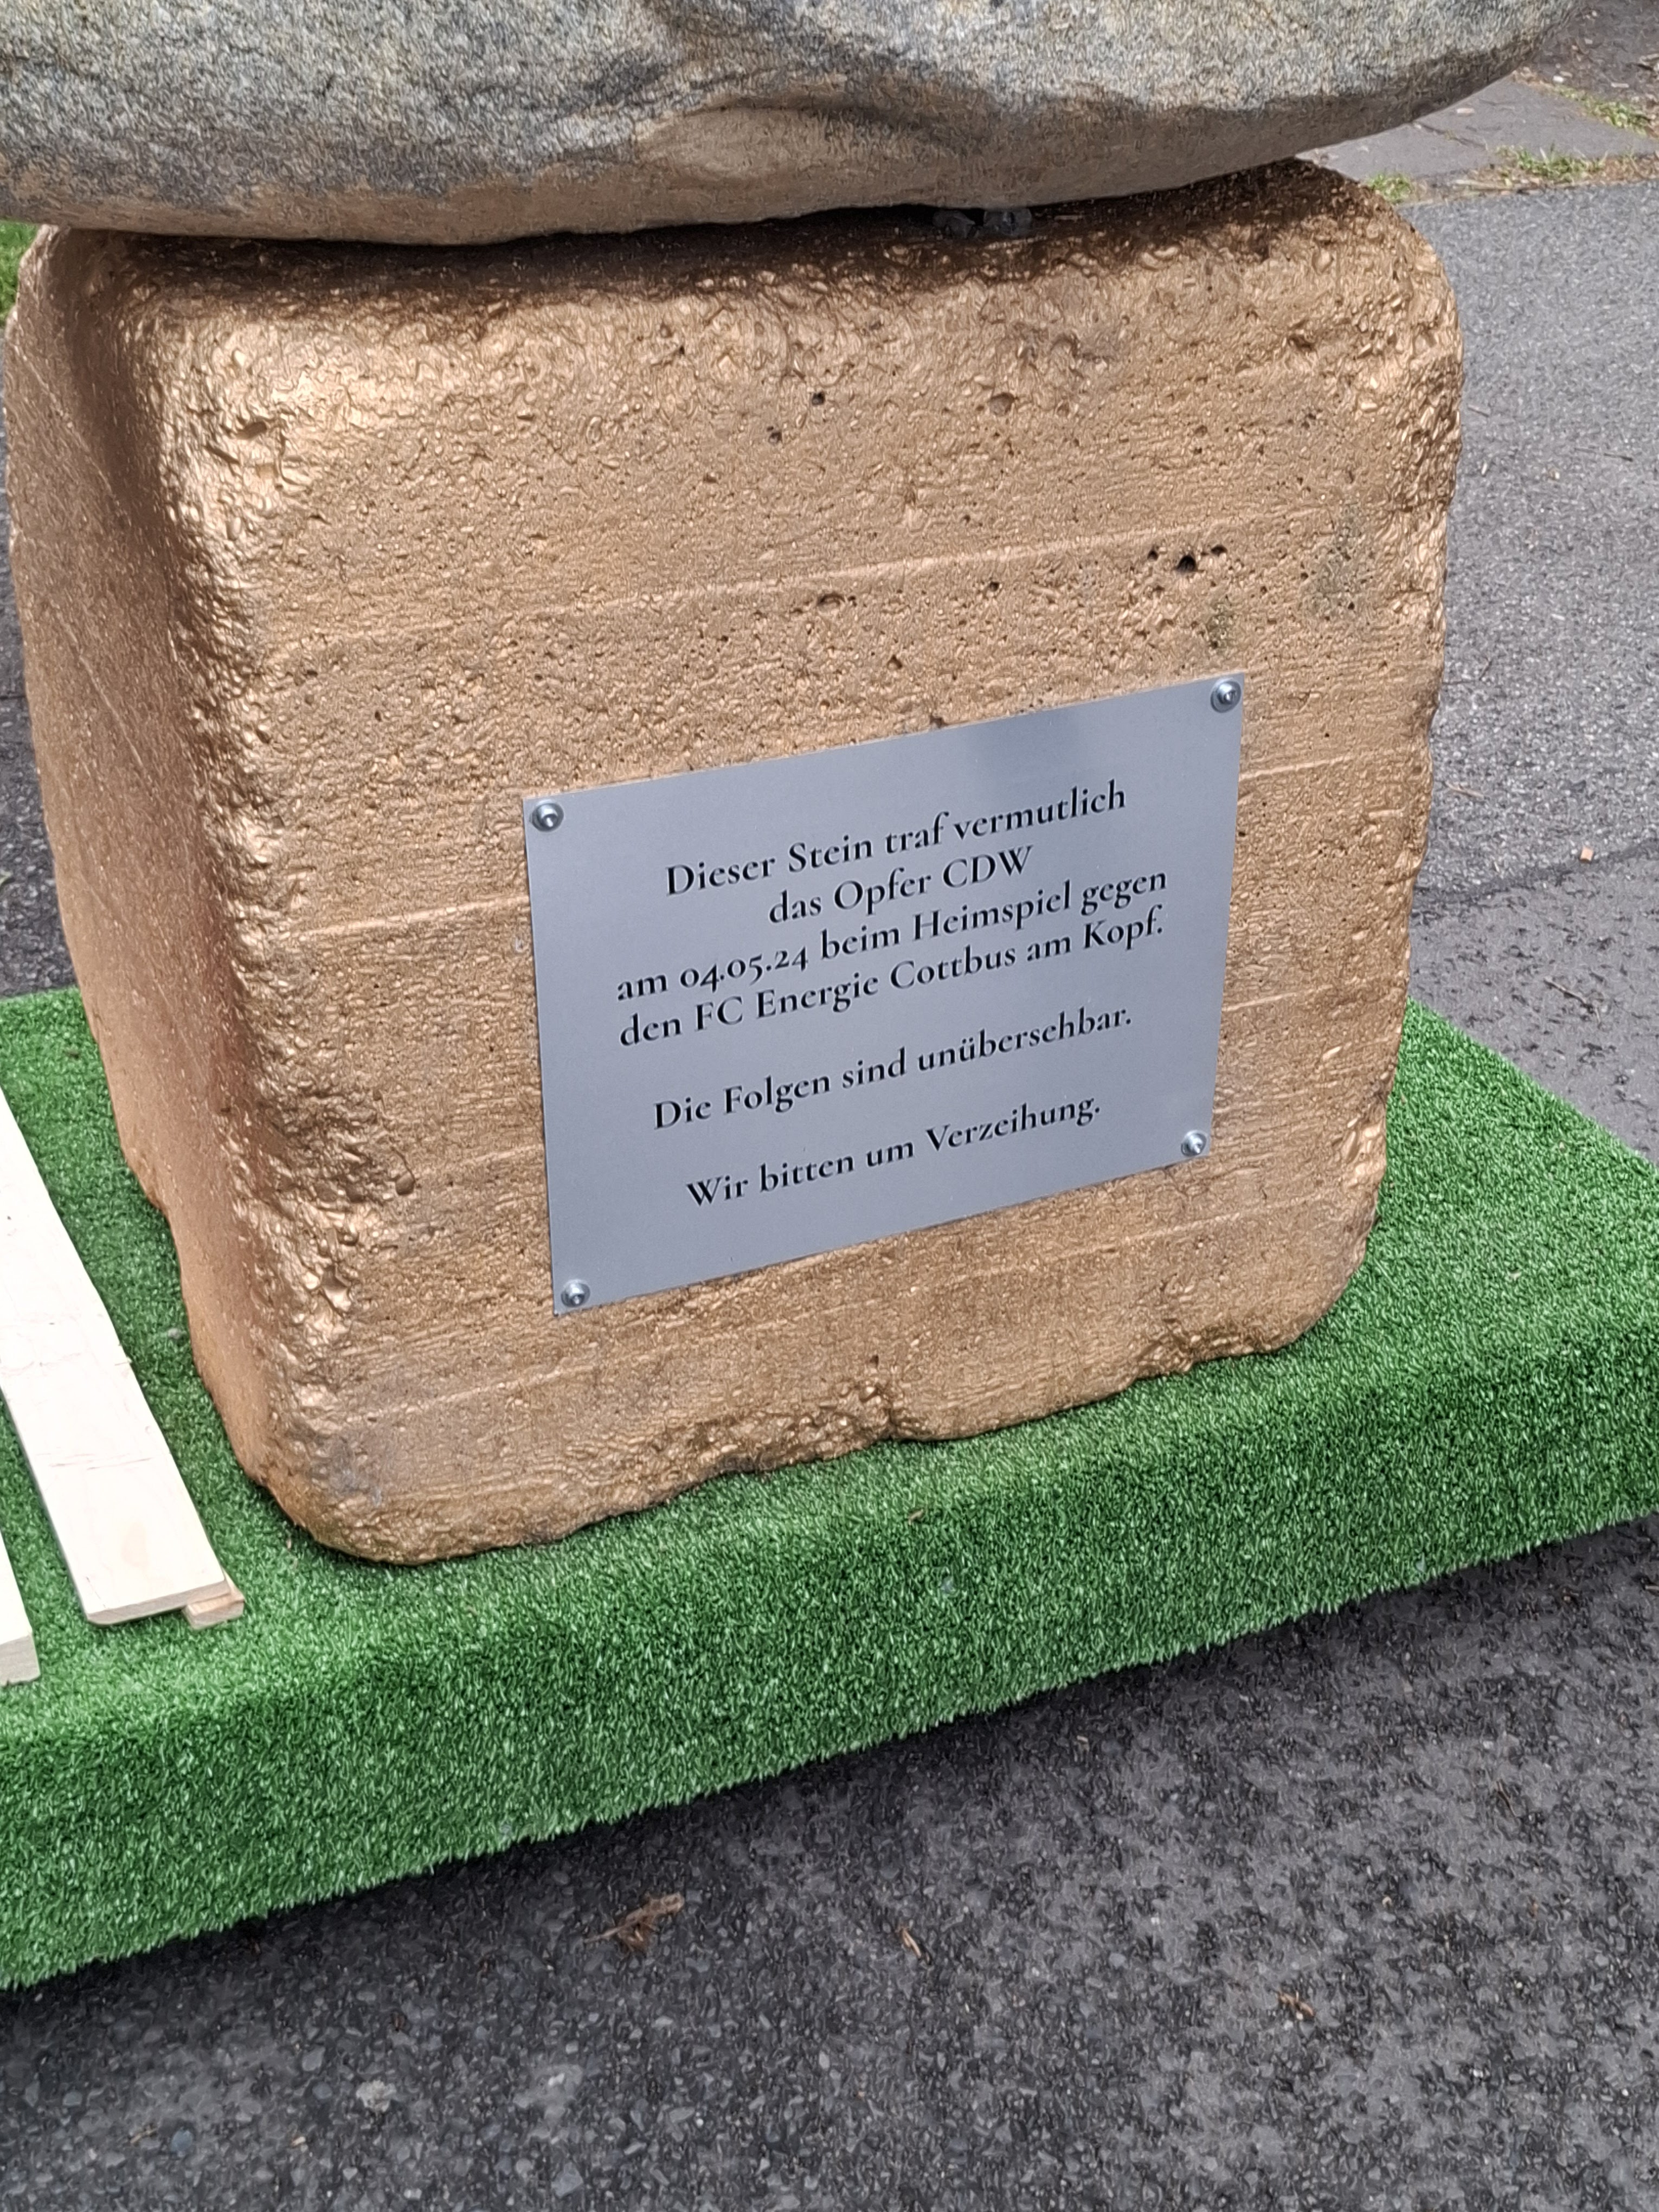 Dieser Stein traf vermutlich
das Opfer CDW
am 04.05.24 beim Heimspiel gegen
den FC Energie Cottbus am Kopf.
Die Folgen sind unübersehbar.
Wir bitten um Verzeihung.